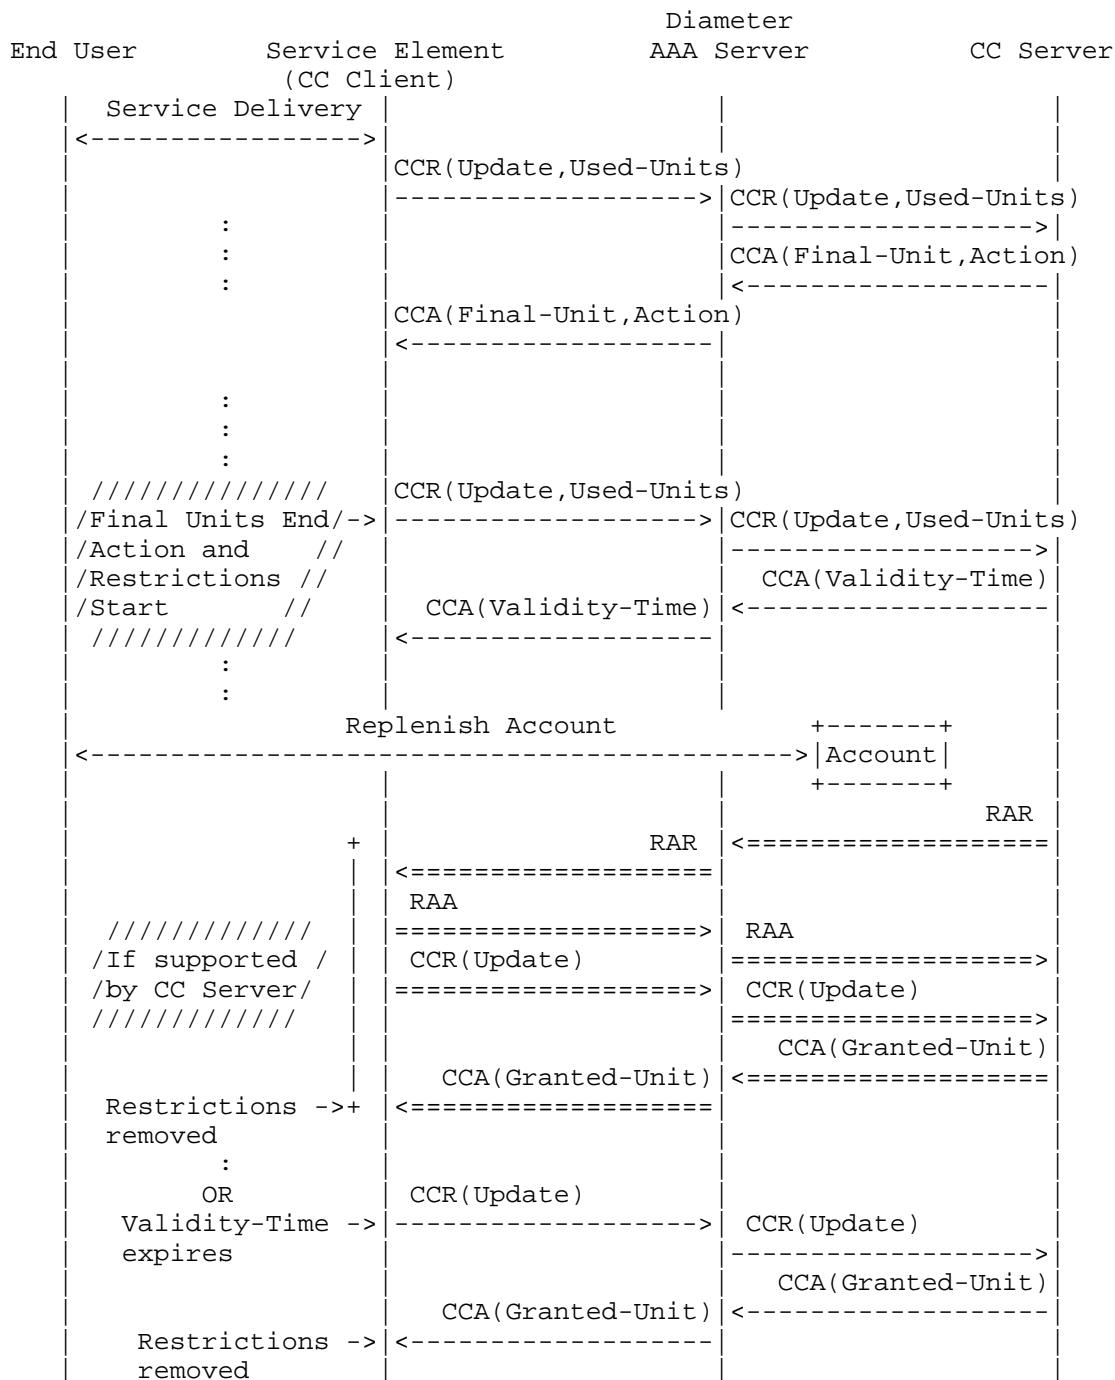 Diameter
End User Service Element AAA Server CC Server
(CC Client)
Service Delivery
CCR(Update,Used-Units)
CCR(Update,Used-Units)
:
: CCA(Final-Unit,Action)
:
CCA(Final-Unit,Action)
:
:
:
/////////////// CCR(Update,Used-Units)
/Final Units End/-> CCR(Update,Used-Units)
/Action and //
/Restrictions // CCA(Validity-Time)
/Start // CCA(Validity-Time)
/////////////
:
:
Replenish Account
Account
RAR
RAR
RAA
///////////// RAA
/If supported / CCR(Update)
/by CC Server/ CCR(Update)
/////////////
CCA(Granted-Unit)
CCA(Granted-Unit)
Restrictions ->+
removed
:
OR CCR(Update)
Validity-Time -> CCR(Update)
expires
CCA(Granted-Unit)
CCA(Granted-Unit)
Restrictions ->
removed